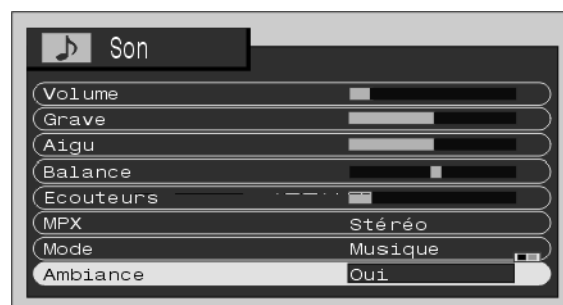 Son
Volume
Grave
Aigu
Balance
Ecouteurs
MPX Stéréo
Mode Musique
Ambiance Oui